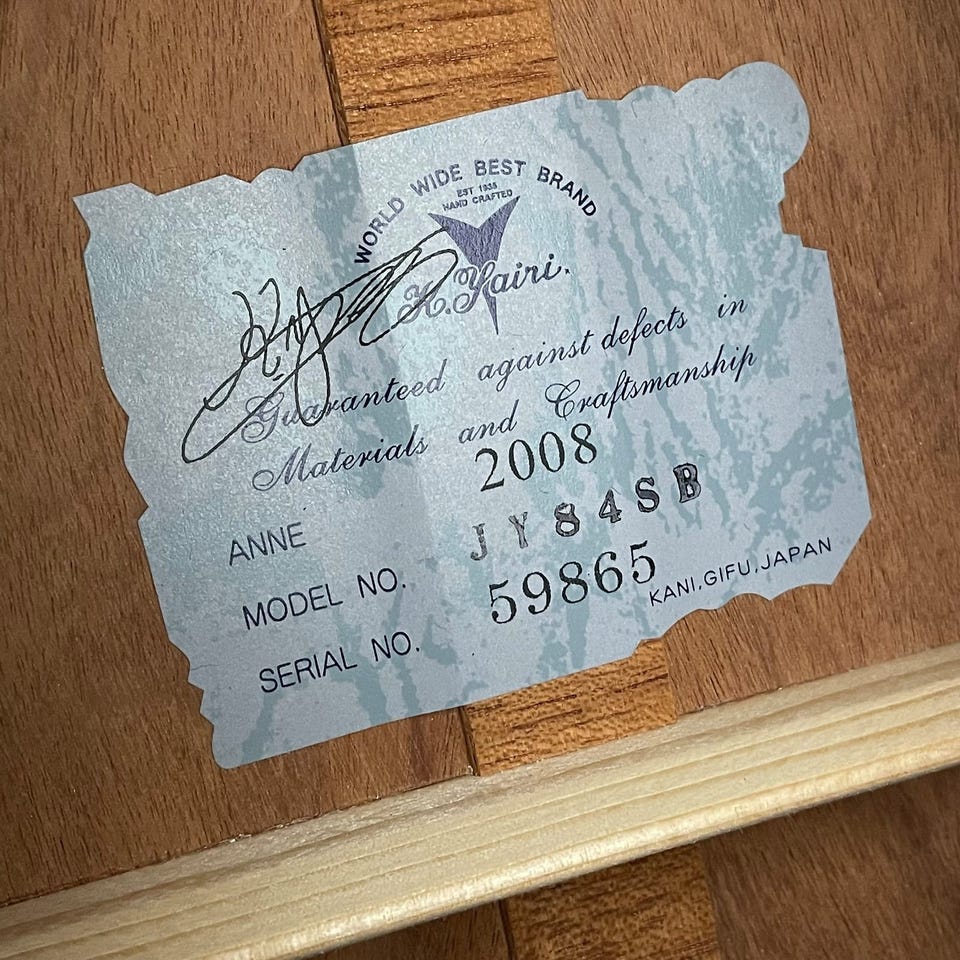 WORLD WIDE BEST BRAND
EST 1935
HAND CRAFTED
K.Yairi.
Guaranteed against defects in
Materials and Craftsmanship
ANNE 2008
MODEL NO. JY84SB
SERIAL NO. 59865
KANI,GIFU,JAPAN